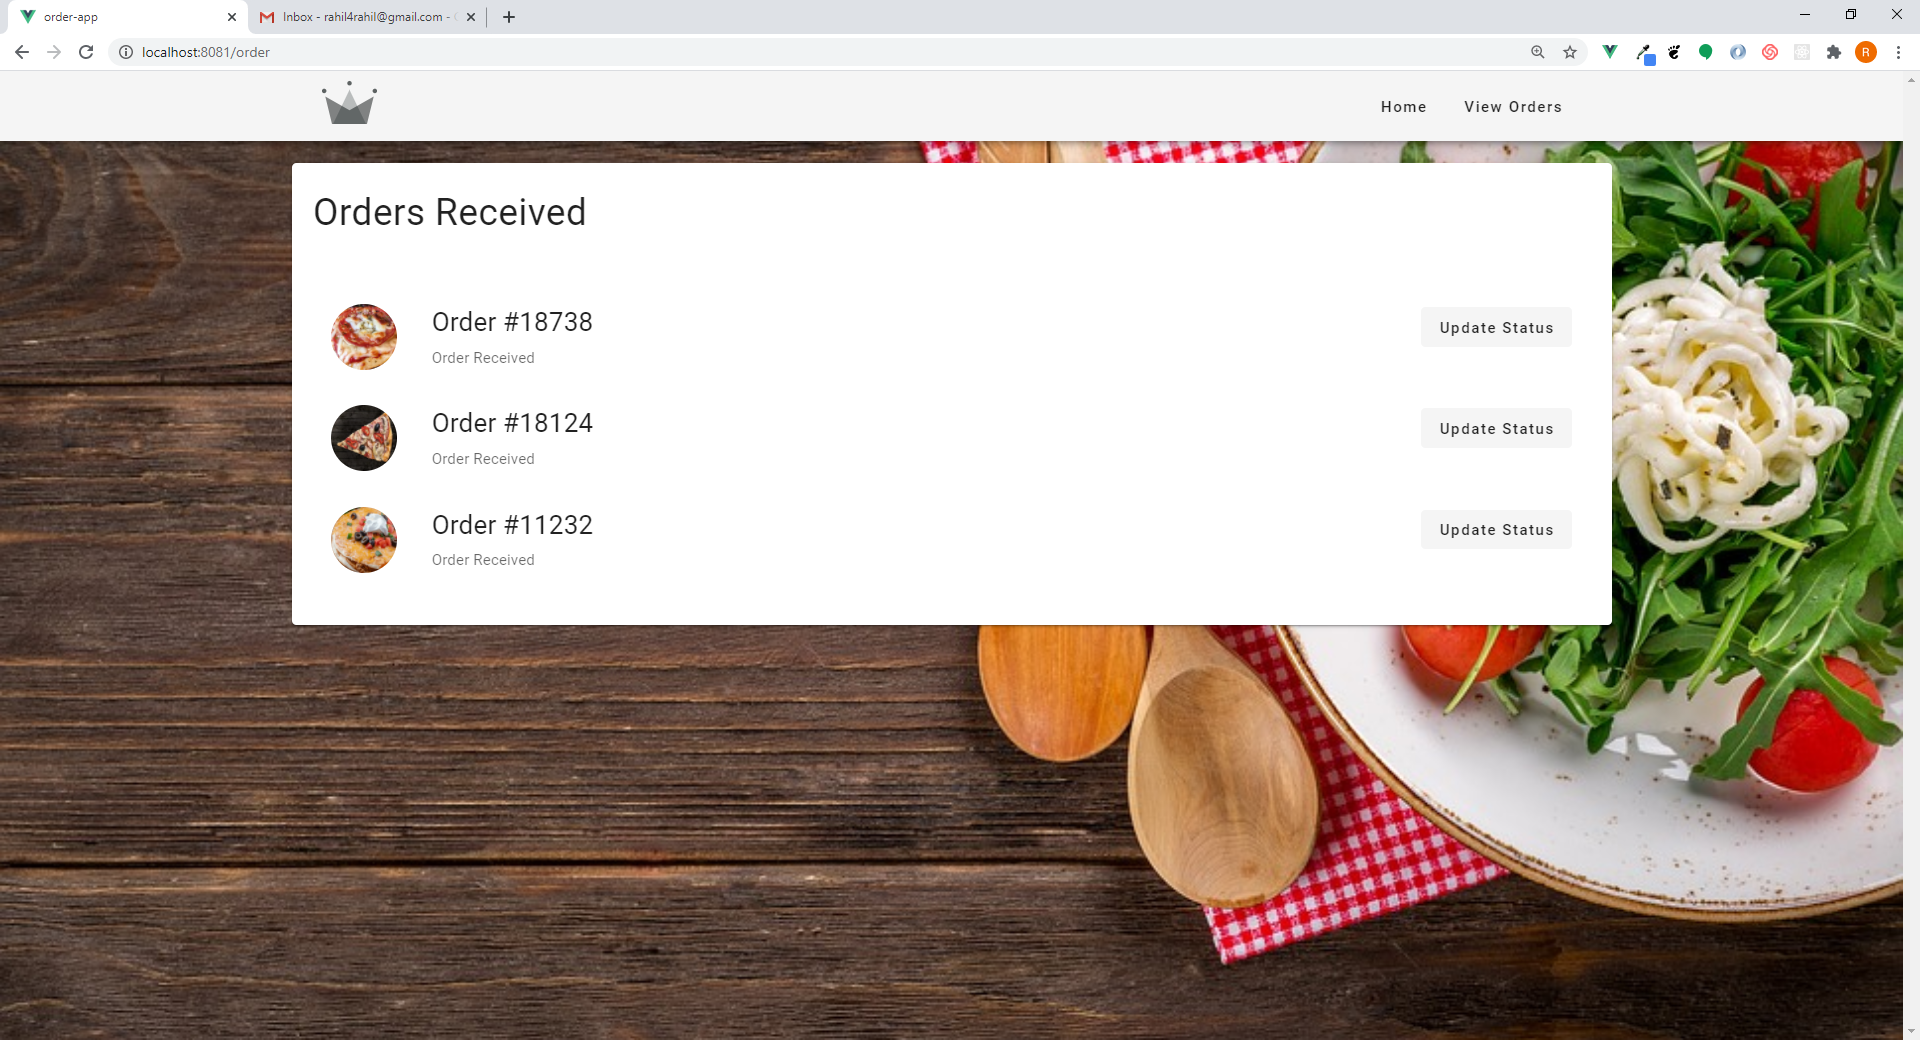 order-app
Inbox - rahil4rahil@gmail.com -
localhost:8081/order
R
Home
View Orders
Orders Received
Order #18738
Order Received
Update Status
Order #18124
Order Received
Update Status
Order #11232
Order Received
Update Status